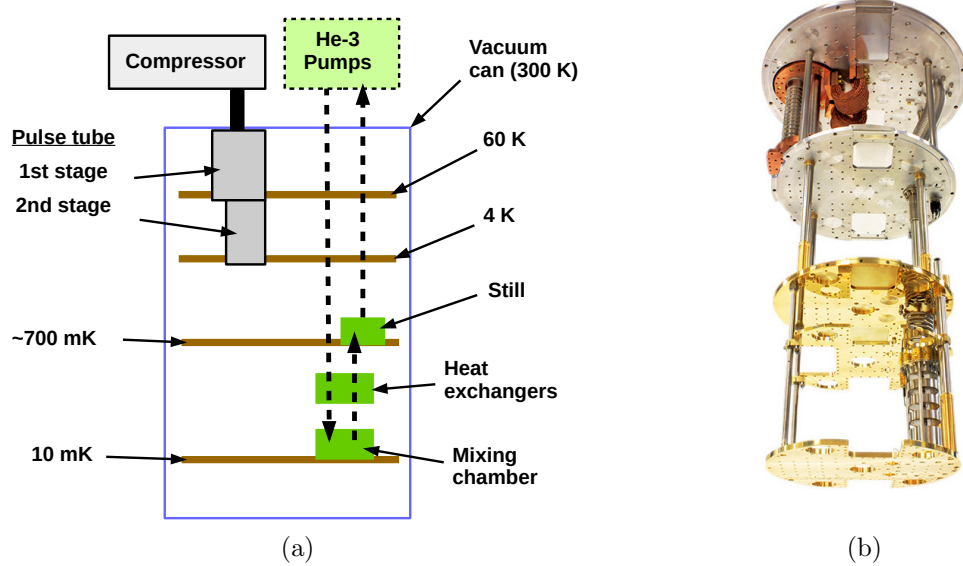 Compressor
He-3
Pumps
Vacuum
can (300 K)
Pulse tube
1st stage
2nd stage
60 K
4 K
Still
~700 mK
Heat
exchangers
10 mK
Mixing
chamber
(a)
(b)